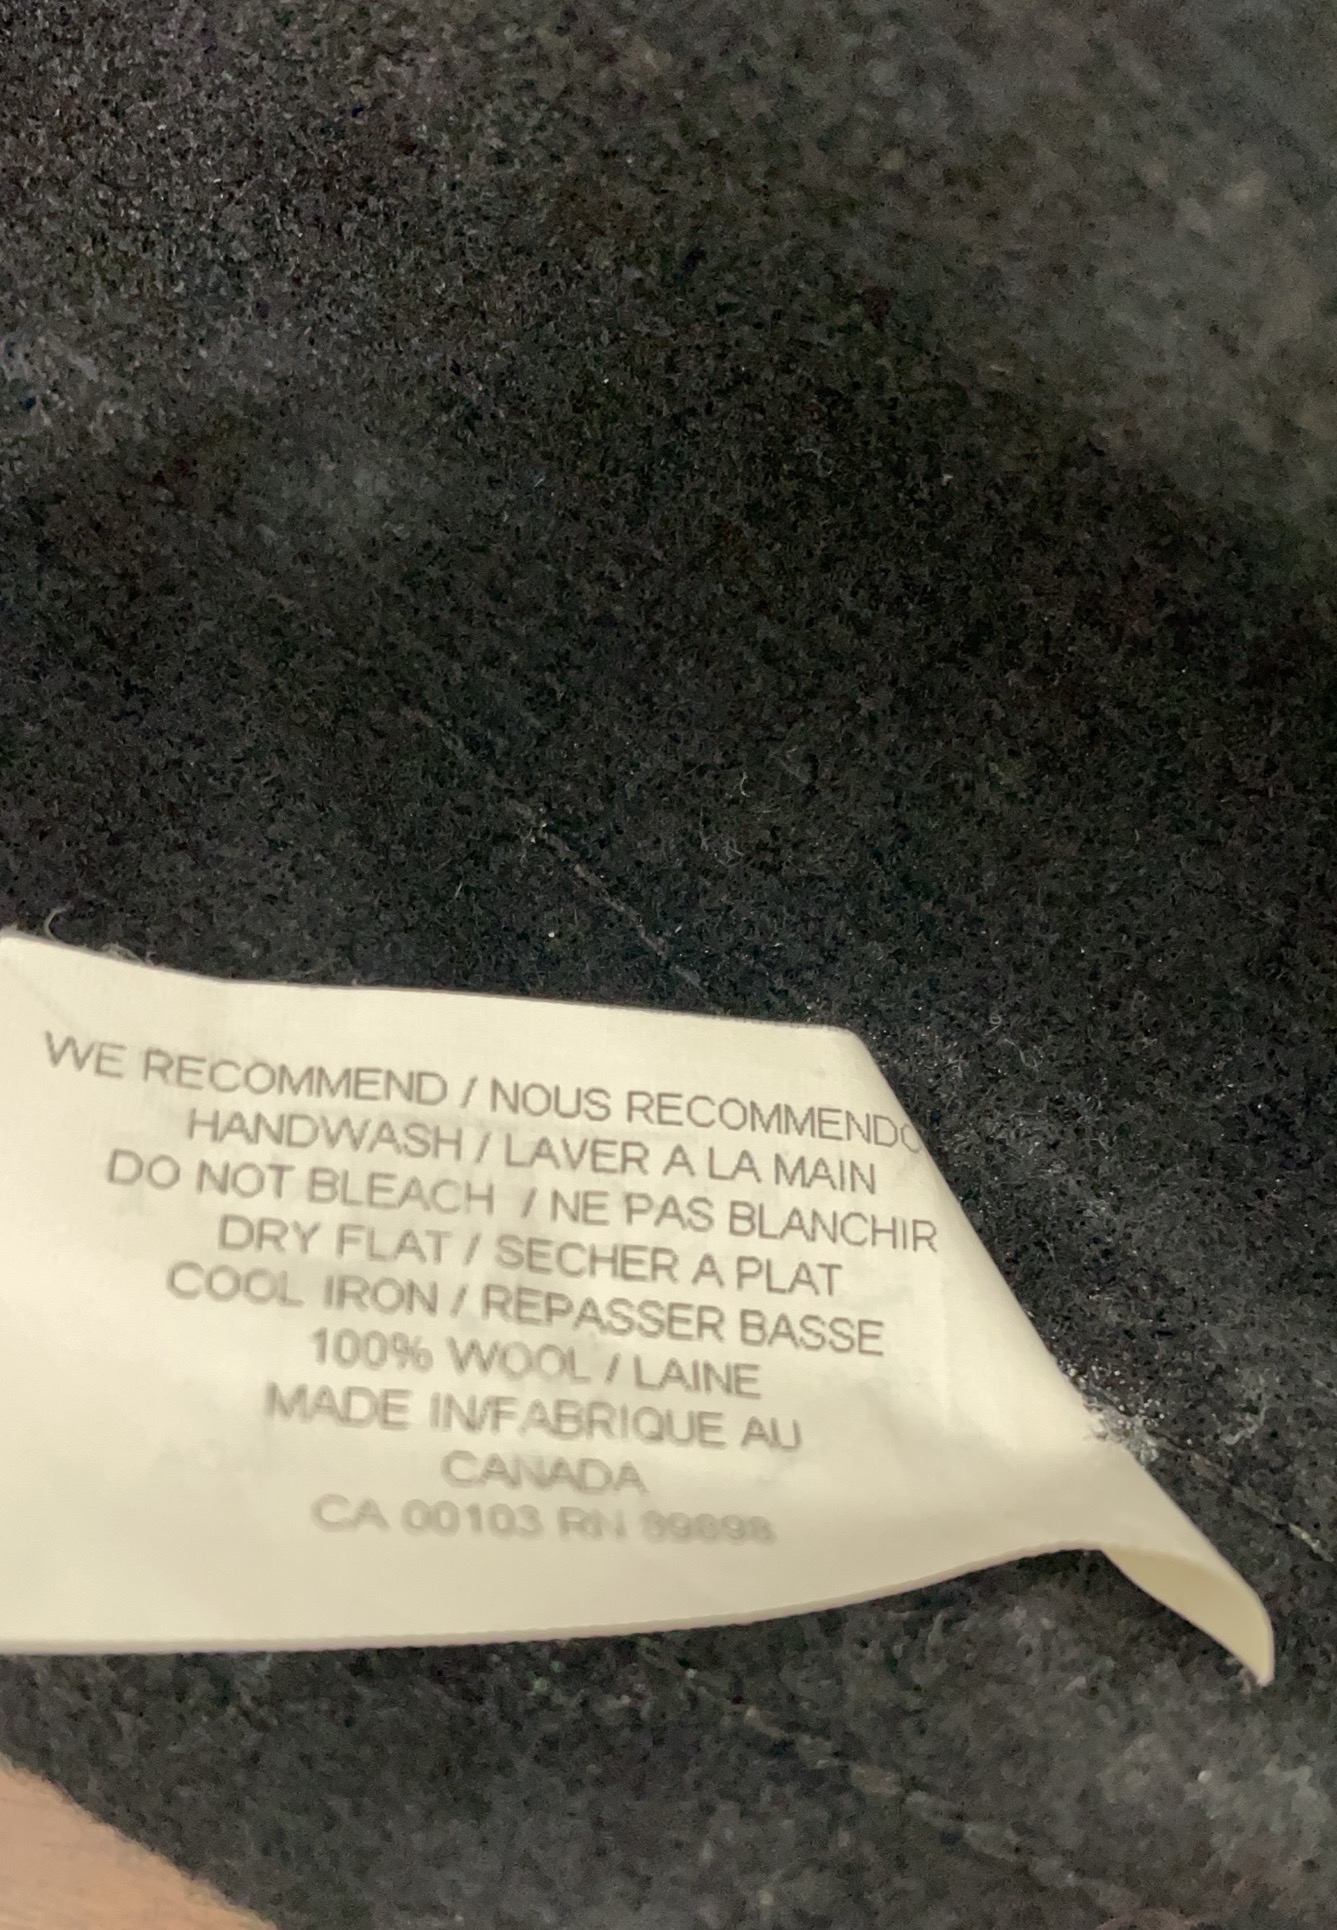 WE RECOMMEND / NOUS RECOMMENDO
HANDWASH / LAVER A LA MAIN
DO NOT BLEACH / NE PAS BLANCHIR
DRY FLAT / SECHER A PLAT
COOL IRON / REPASSER BASSE
100% WOOL / LAINE
MADE IN/FABRIQUE AU
CANADA
CA 00103 RN